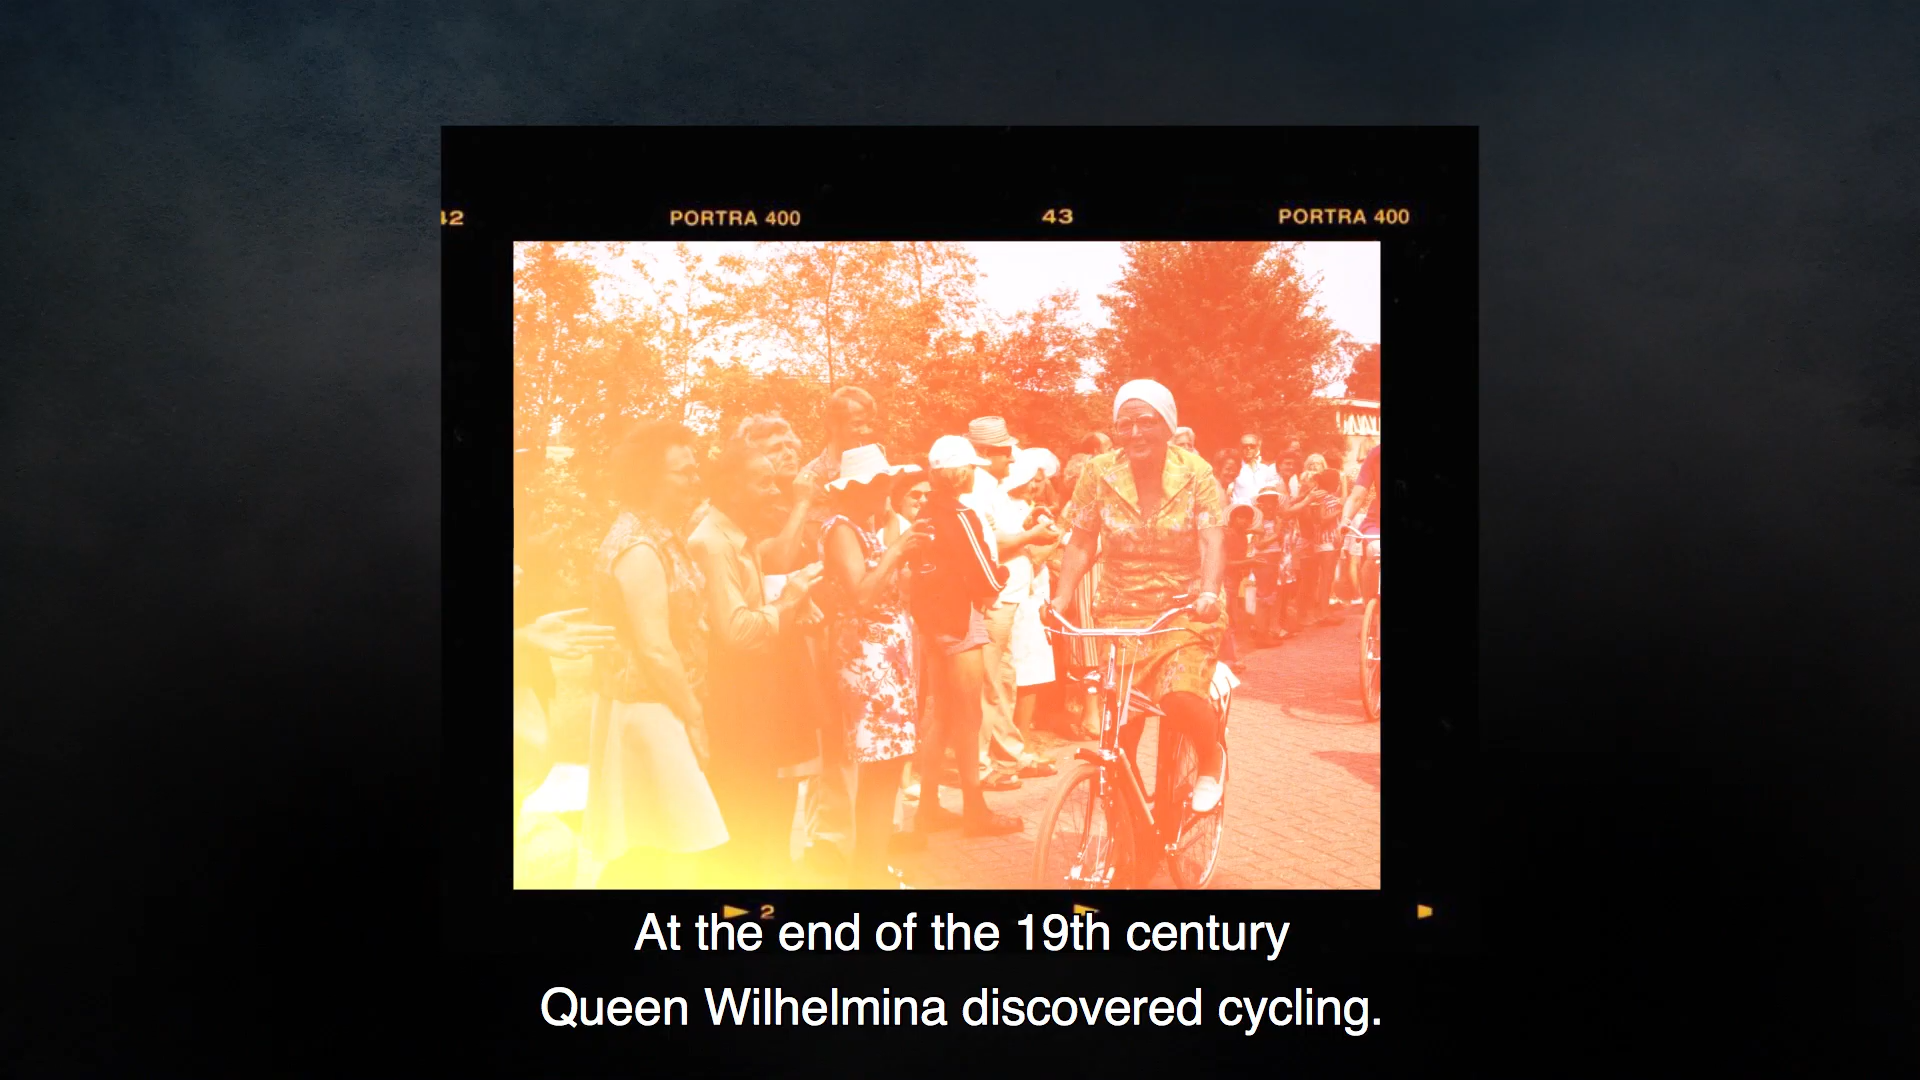 42 PORTRA 400 43 PORTRA 400
2
At the end of the 19th century
Queen Wilhelmina discovered cycling.